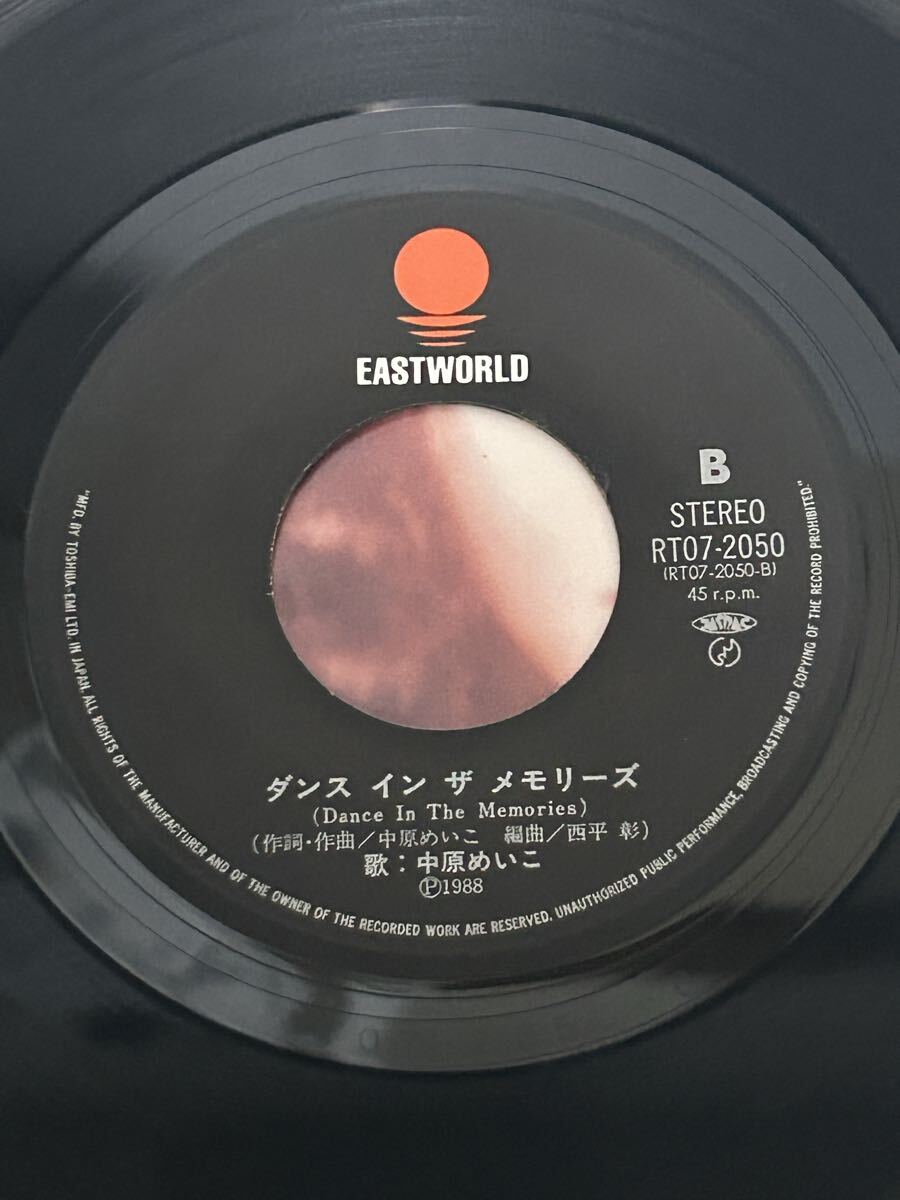 EASTWORLD
B
STEREO
RT07-2050
(RT07-2050-B)
45 r.p.m.
ダンス イン ザ メモリーズ
(Dance In The Memories)
(作詞・作曲／中原めいこ 編曲／西平 彰)
歌：中原めいこ
Ⓟ1988
"MFD. BY TOSHIBA-EMI LTD. IN JAPAN. ALL RIGHTS OF THE MANUFACTURER AND OF THE OWNER OF THE RECORDED WORK ARE RESERVED. UNAUTHORIZED PUBLIC PERFORMANCE, BROADCASTING AND COPYING OF THE RECORD PROHIBITED."